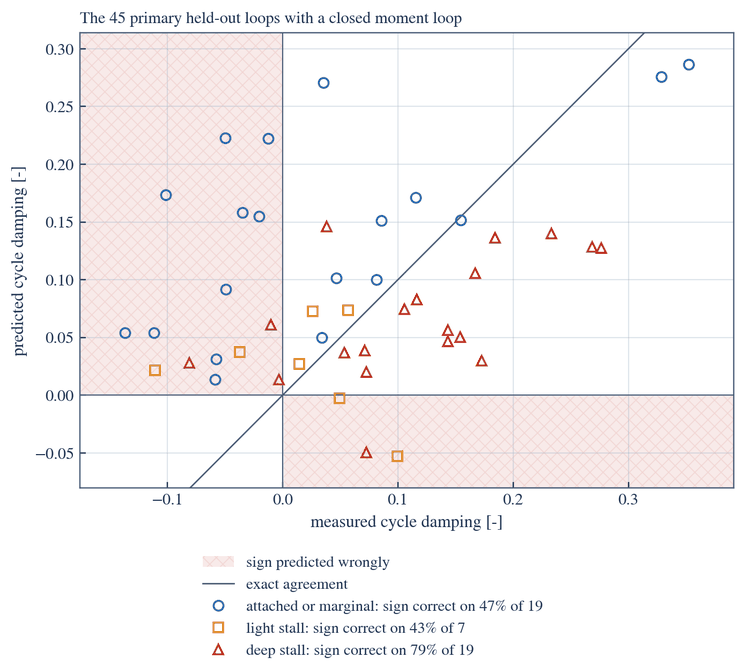 The 45 primary held-out loops with a closed moment loop
0.30
0.25
0.20
0.15
0.10
0.05
0.00
−0.05
predicted cycle damping [-]
−0.1
0.0
0.1
0.2
0.3
measured cycle damping [-]
sign predicted wrongly
exact agreement
attached or marginal: sign correct on 47% of 19
light stall: sign correct on 43% of 7
deep stall: sign correct on 79% of 19